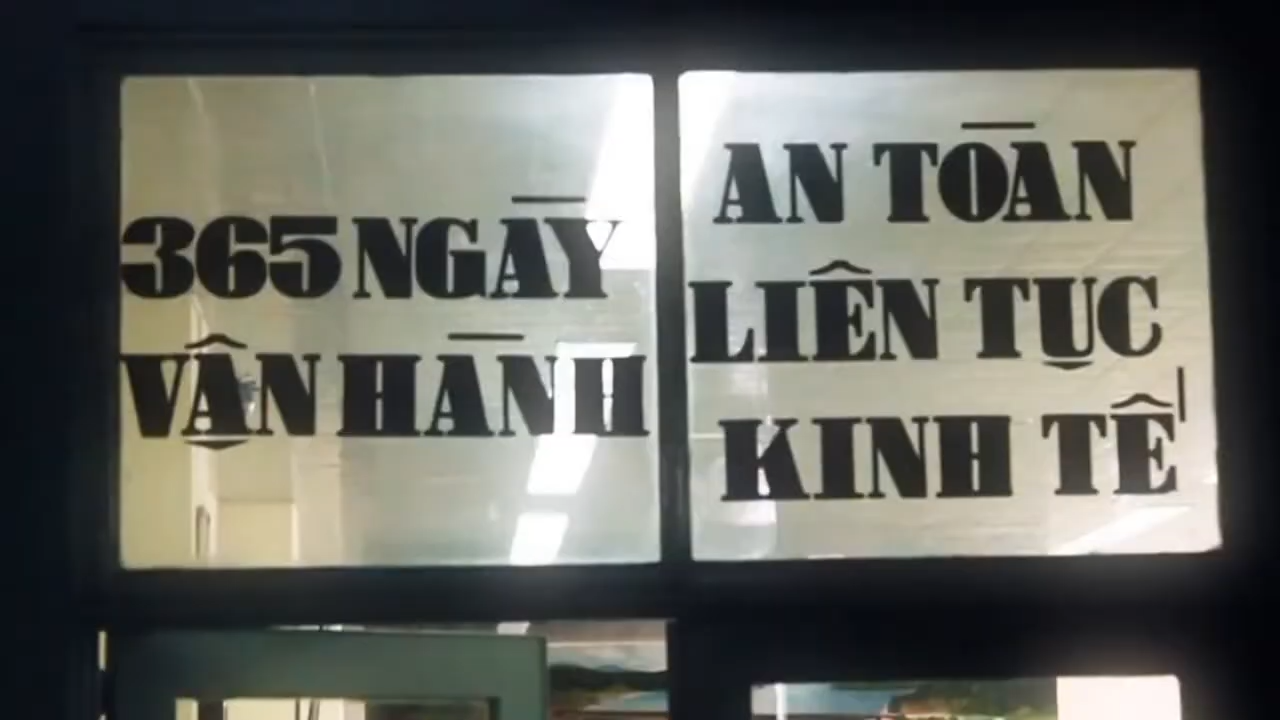 365 NGÀY
VẬN HÀNH
AN TOÀN
LIÊN TỤC
KINH TẾ